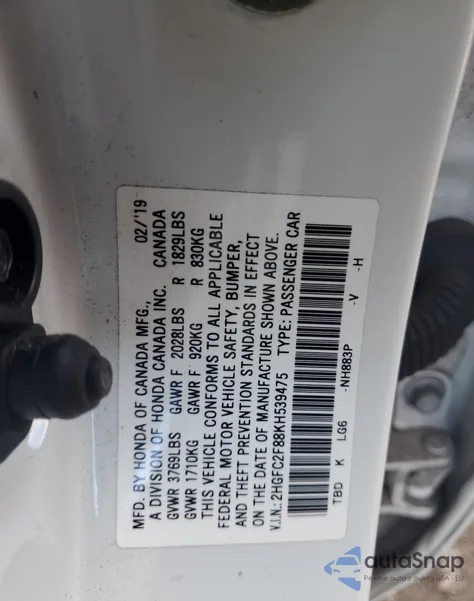 MFD. BY HONDA OF CANADA MFG., 02/'19
A DIVISION OF HONDA CANADA INC. CANADA
GVWR 3769LBS GAWR F 2028LBS R 1829LBS
GVWR 1710KG GAWR F 920KG R 830KG
THIS VEHICLE CONFORMS TO ALL APPLICABLE
FEDERAL MOTOR VEHICLE SAFETY, BUMPER,
AND THEFT PREVENTION STANDARDS IN EFFECT
ON THE DATE OF MANUFACTURE SHOWN ABOVE.
V.I.N.: 2HGFC2F88KH539475 TYPE: PASSENGER CAR
TBD K LG6 -NH883P -V -H
autoSnap